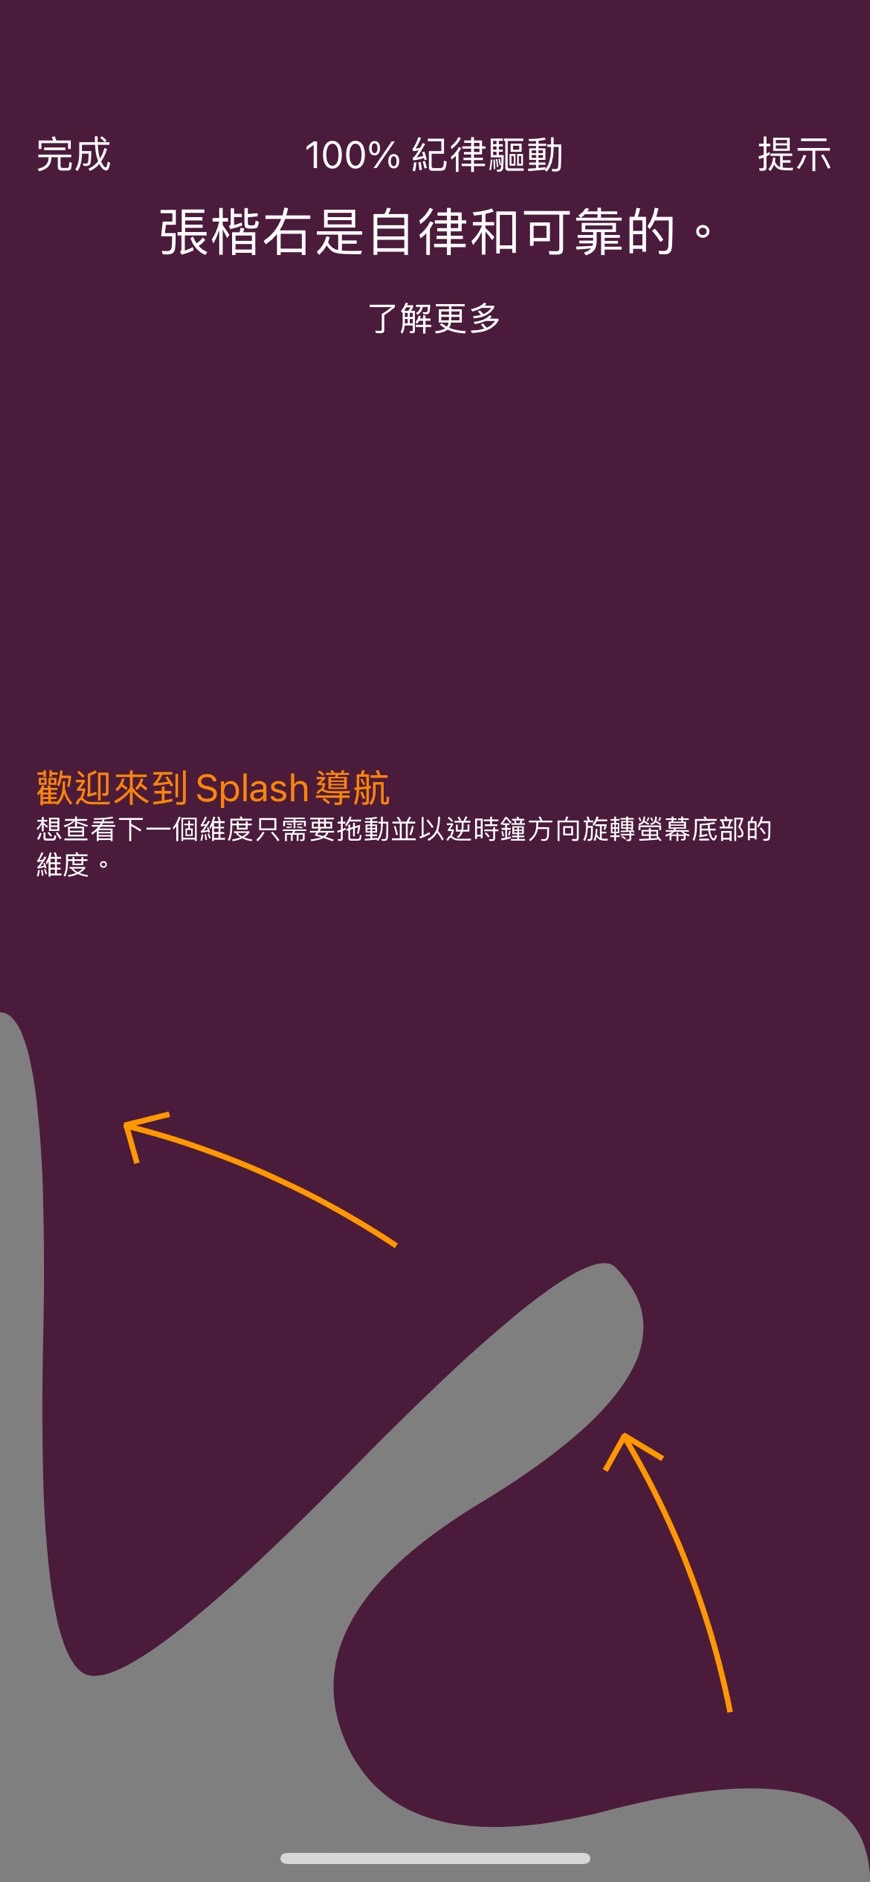 完成
100% 紀律驅動
提示
張楷右是自律和可靠的。
了解更多
歡迎來到 Splash 導航
想查看下一個維度只需要拖動並以逆時鐘方向旋轉螢幕底部的
維度。